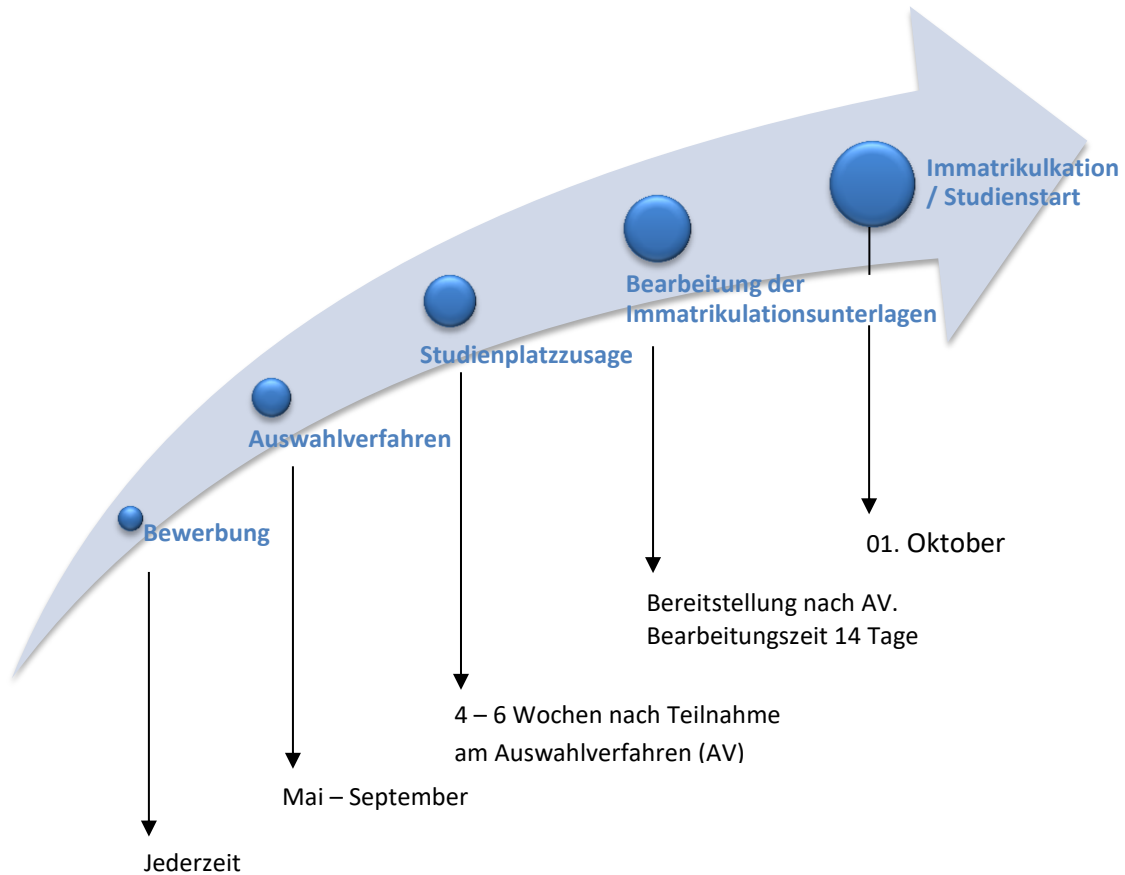 Bewerbung
Jederzeit
Auswahlverfahren
Mai – September
Studienplatzzusage
4 – 6 Wochen nach Teilnahme
am Auswahlverfahren (AV)
Bearbeitung der
Immatrikulationsunterlagen
Bereitstellung nach AV.
Bearbeitungszeit 14 Tage
Immatrikulkation
/ Studienstart
01. Oktober